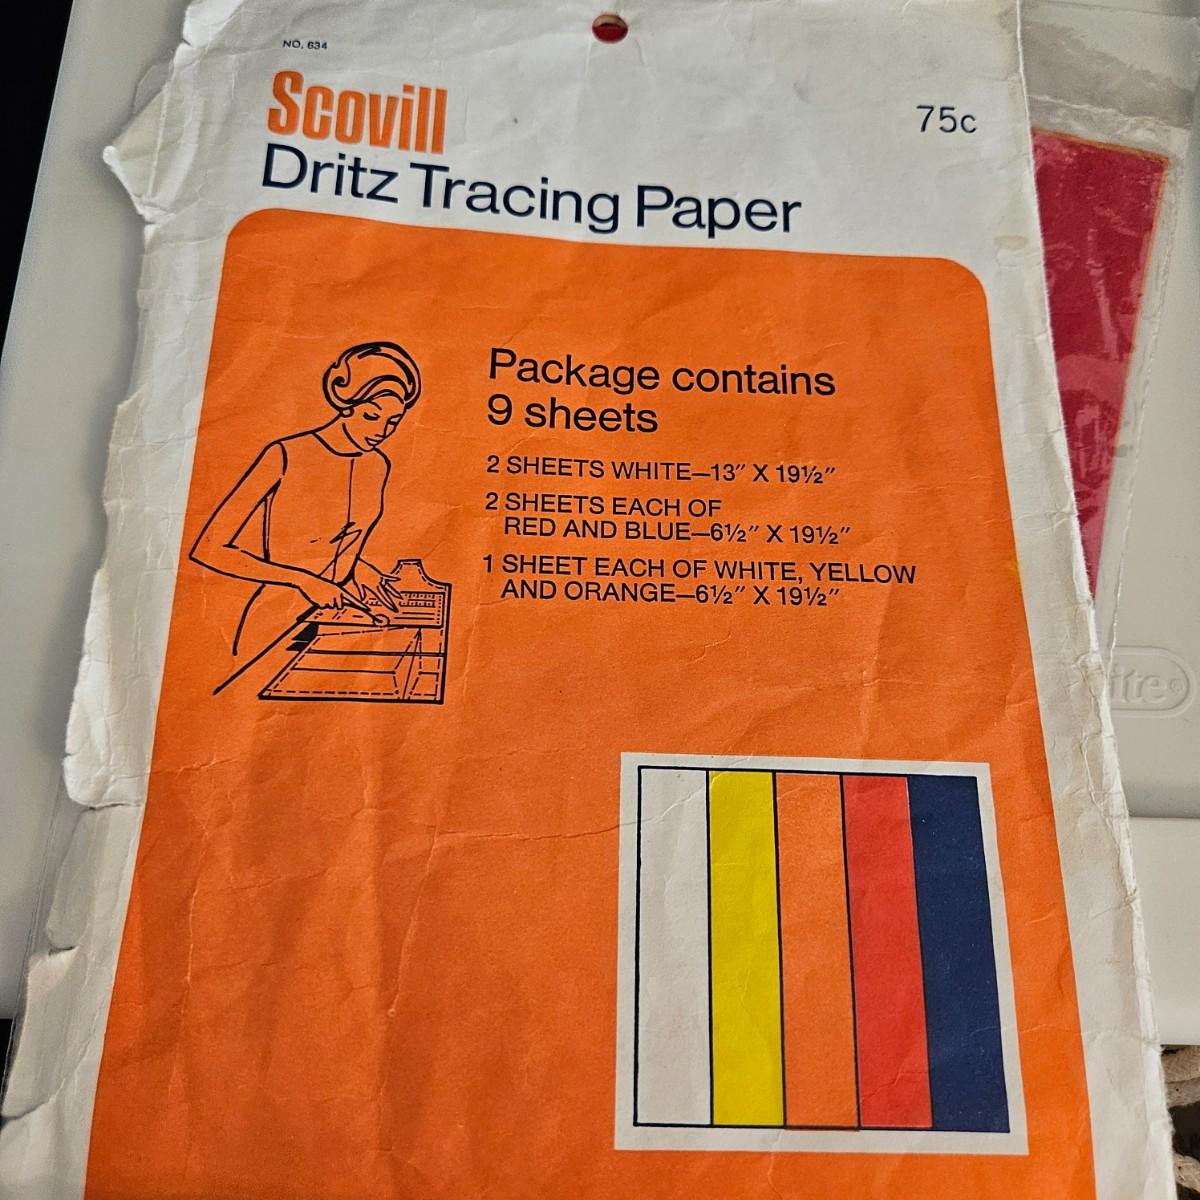 NO. 634
Scovill
75c
Dritz Tracing Paper
Package contains
9 sheets
2 SHEETS WHITE—13" X 19½"
2 SHEETS EACH OF
RED AND BLUE—6½" X 19½"
1 SHEET EACH OF WHITE, YELLOW
AND ORANGE—6½" X 19½"